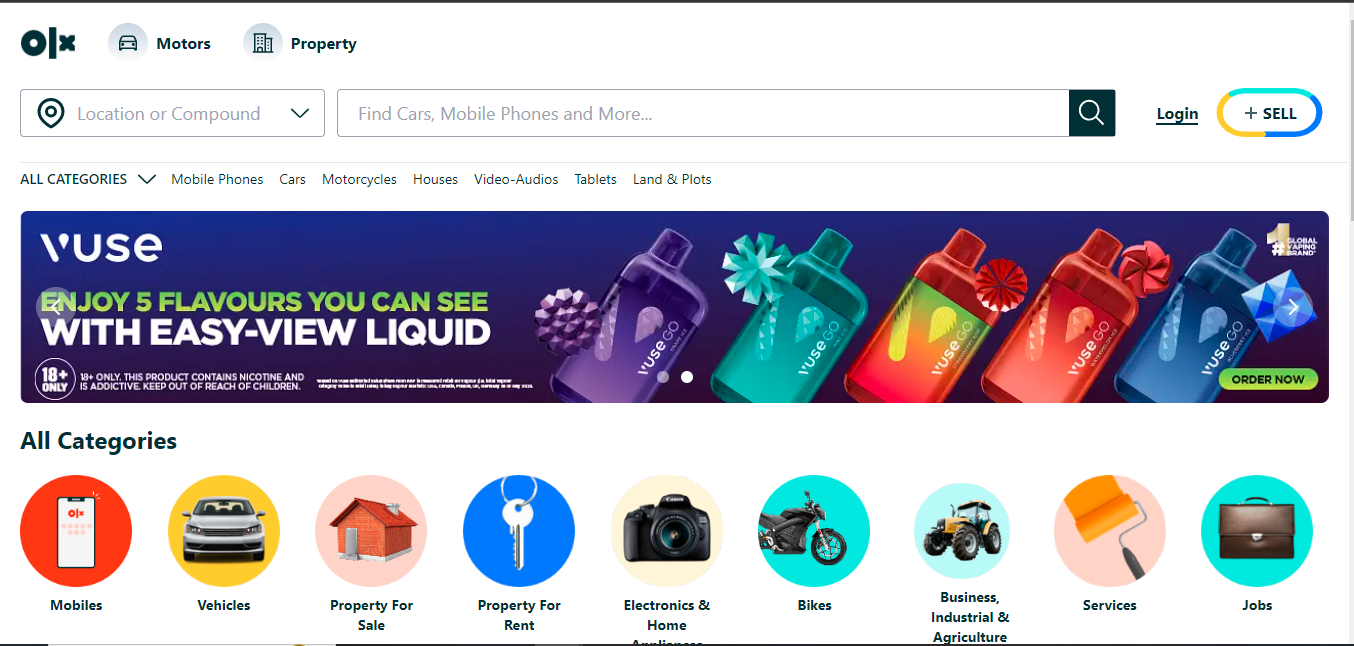 olx
Motors
Property
Location or Compound
Find Cars, Mobile Phones and More...
Login
+ SELL
ALL CATEGORIES
Mobile Phones
Cars
Motorcycles
Houses
Video-Audios
Tablets
Land & Plots
VUSE
ENJOY 5 FLAVOURS YOU CAN SEE
WITH EASY-VIEW LIQUID
18+
ONLY
18+ ONLY. THIS PRODUCT CONTAINS NICOTINE AND
IS ADDICTIVE. KEEP OUT OF REACH OF CHILDREN.
VUSE GO
VUSE GO
VUSE GO
VUSE GO
VUSE GO
#1 GLOBAL
VAPING
BRAND*
ORDER NOW
All Categories
olx
Canon
Mobiles
Vehicles
Property For
Sale
Property For
Rent
Electronics &
Home
Bikes
Business,
Industrial &
Agriculture
Services
Jobs